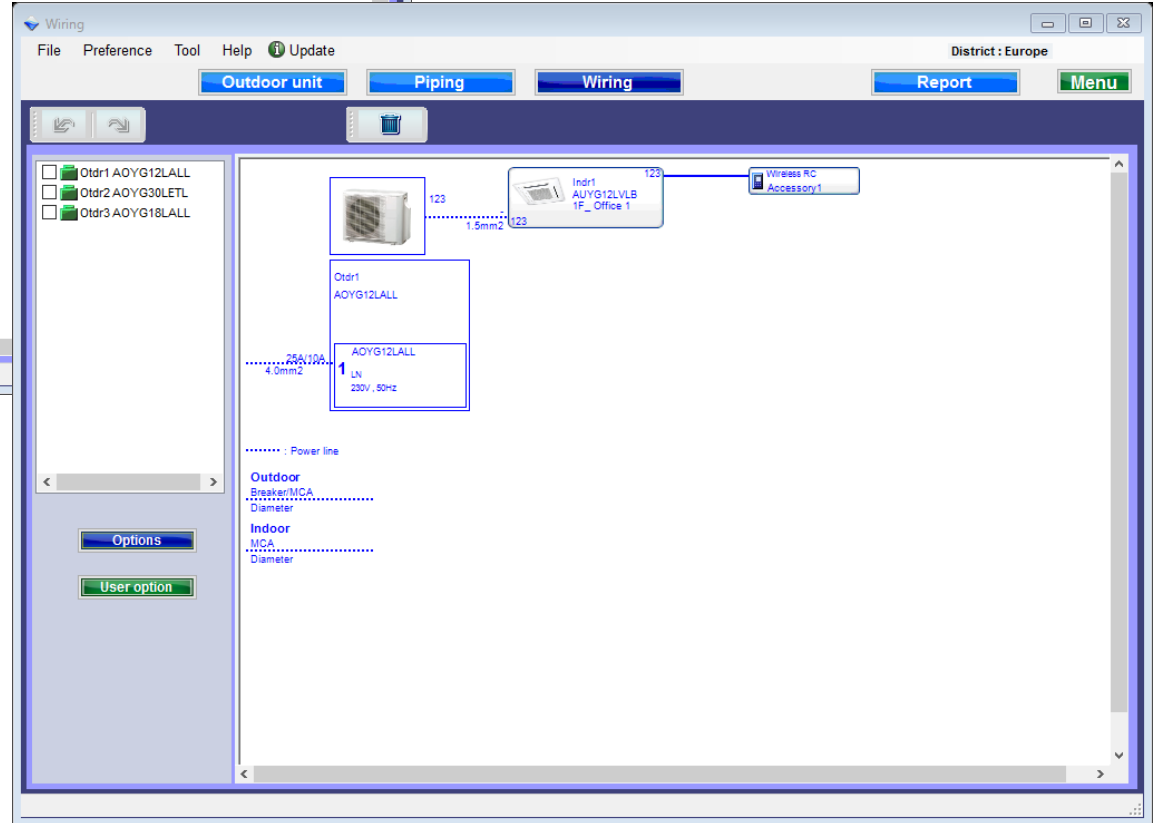 Wiring
File Preference Tool Help Update District : Europe
Outdoor unit Piping Wiring Report Menu
Otdr1 AOYG12LALL
Otdr2 AOYG30LETL
Otdr3 AOYG18LALL
Options
User option
123
1.5mm2
-
123
123
Indr1
AUYG12LVLB
1F_ Office 1
Wireless RC
Accessory1
Otdr1
AOYG12LALL
25A/10A
4.0mm2
AOYG12LALL
1
LN
230V , 50Hz
: Power line
Outdoor
Breaker/MCA
Diameter
Indoor
MCA
Diameter